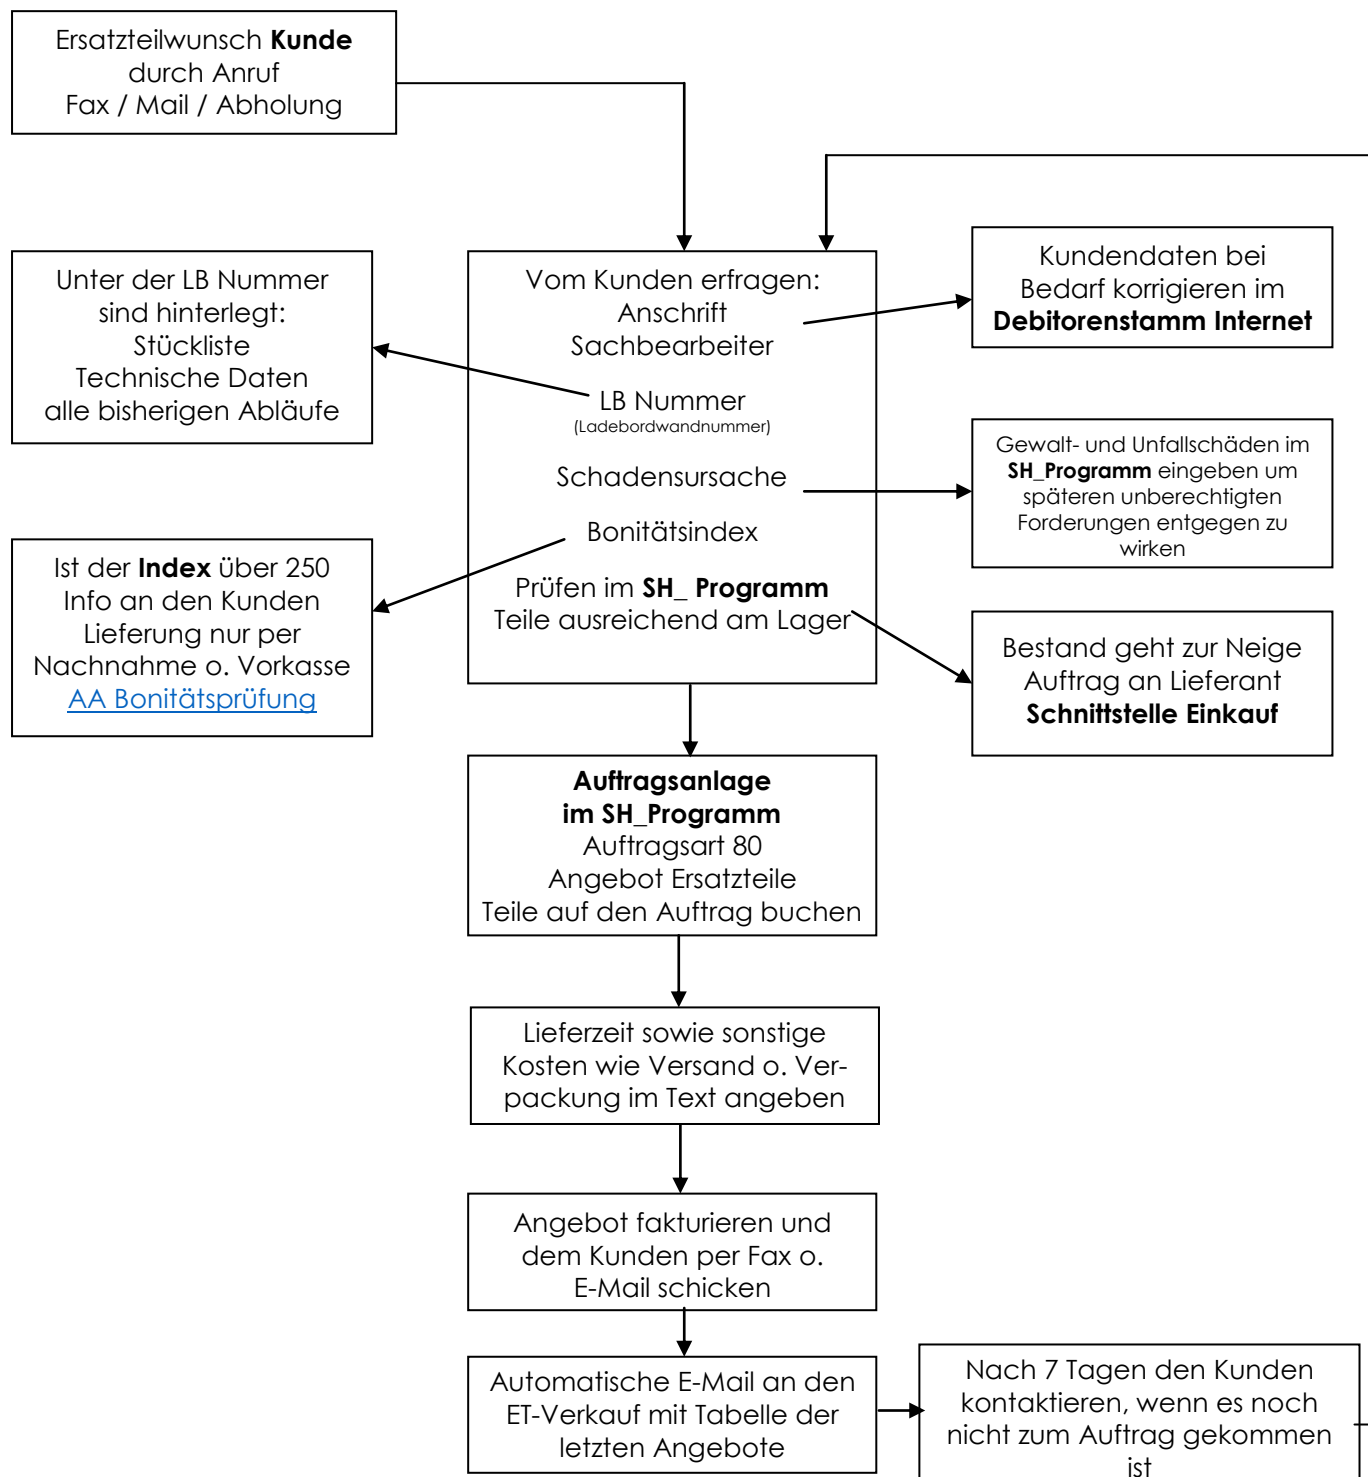 Ersatzteilwunsch Kunde
durch Anruf
Fax / Mail / Abholung
Unter der LB Nummer
sind hinterlegt:
Stückliste
Technische Daten
alle bisherigen Abläufe
Vom Kunden erfragen:
Anschrift
Sachbearbeiter
LB Nummer
(Ladebordwandnummer)
Schadensursache
Bonitätsindex
Prüfen im SH_ Programm
Teile ausreichend am Lager
Kundendaten bei
Bedarf korrigieren im
Debitorenstamm Internet
Gewalt- und Unfallschäden im
SH_Programm eingeben um
späteren unberechtigten
Forderungen entgegen zu
wirken
Ist der Index über 250
Info an den Kunden
Lieferung nur per
Nachnahme o. Vorkasse
AA Bonitätsprüfung
Bestand geht zur Neige
Auftrag an Lieferant
Schnittstelle Einkauf
Auftragsanlage
im SH_Programm
Auftragsart 80
Angebot Ersatzteile
Teile auf den Auftrag buchen
Lieferzeit sowie sonstige
Kosten wie Versand o. Ver-
packung im Text angeben
Angebot fakturieren und
dem Kunden per Fax o.
E-Mail schicken
Automatische E-Mail an den
ET-Verkauf mit Tabelle der
letzten Angebote
Nach 7 Tagen den Kunden
kontaktieren, wenn es noch
nicht zum Auftrag gekommen
ist